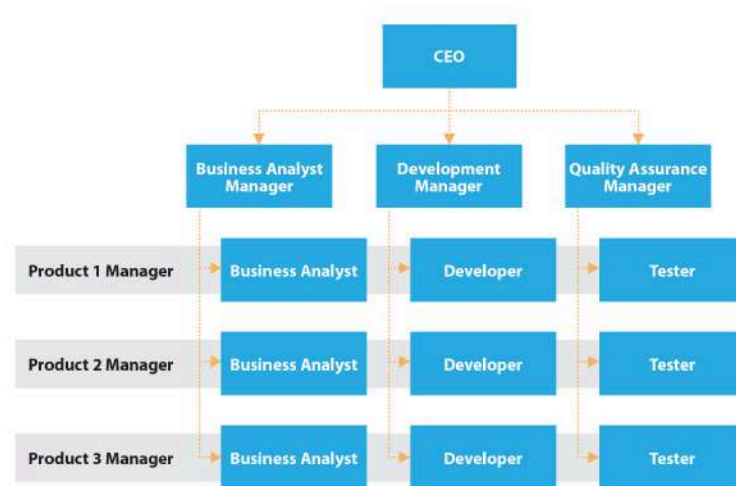 CEO
Business Analyst
Manager
Development
Manager
Quality Assurance
Manager
Product 1 Manager
Business Analyst
Developer
Tester
Product 2 Manager
Business Analyst
Developer
Tester
Product 3 Manager
Business Analyst
Developer
Tester